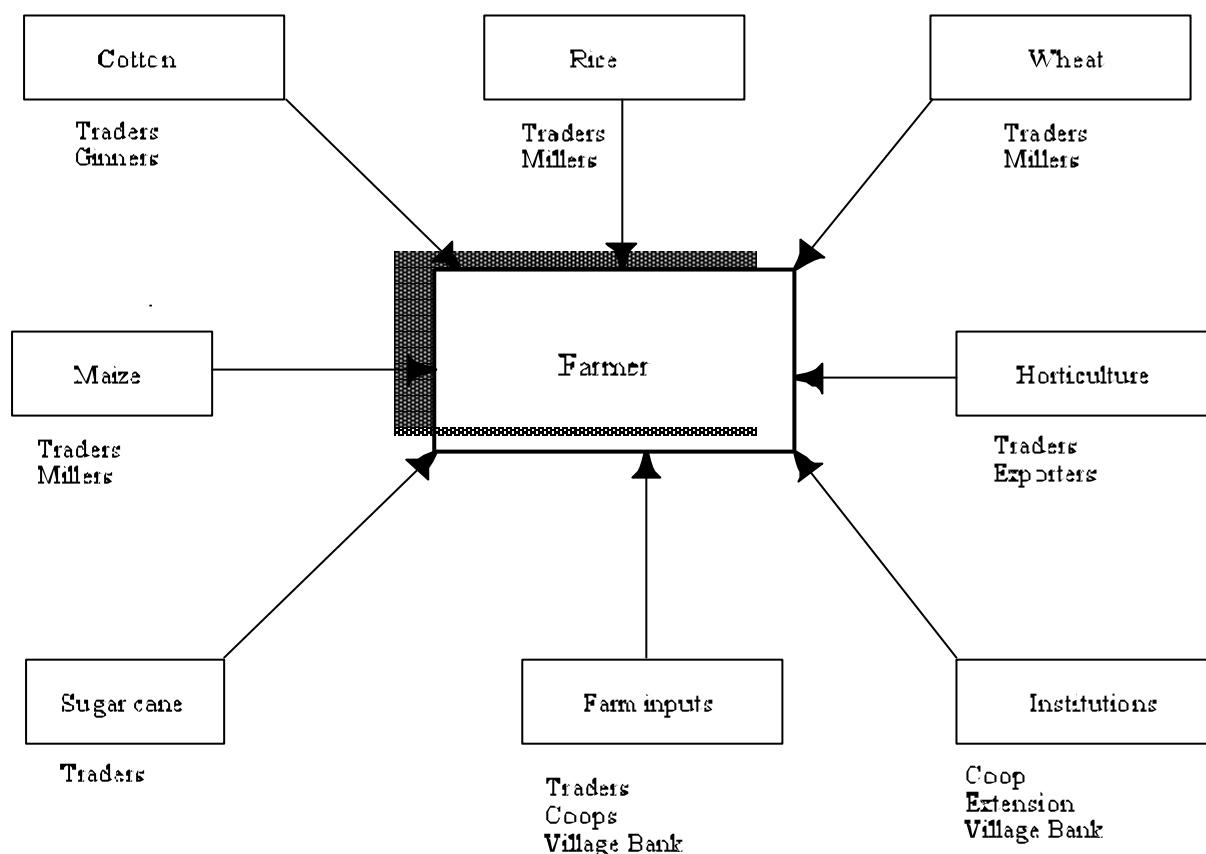 Cotton
Rice
Wheat
Traders
Ginners
Traders
Millers
Traders
Millers
Maize
Farmer
Horticulture
Traders
Millers
Traders
Exporters
Sugar cane
Farm inputs
Institutions
Traders
Traders
Coops
Village Bank
Coop
Extension
Village Bank